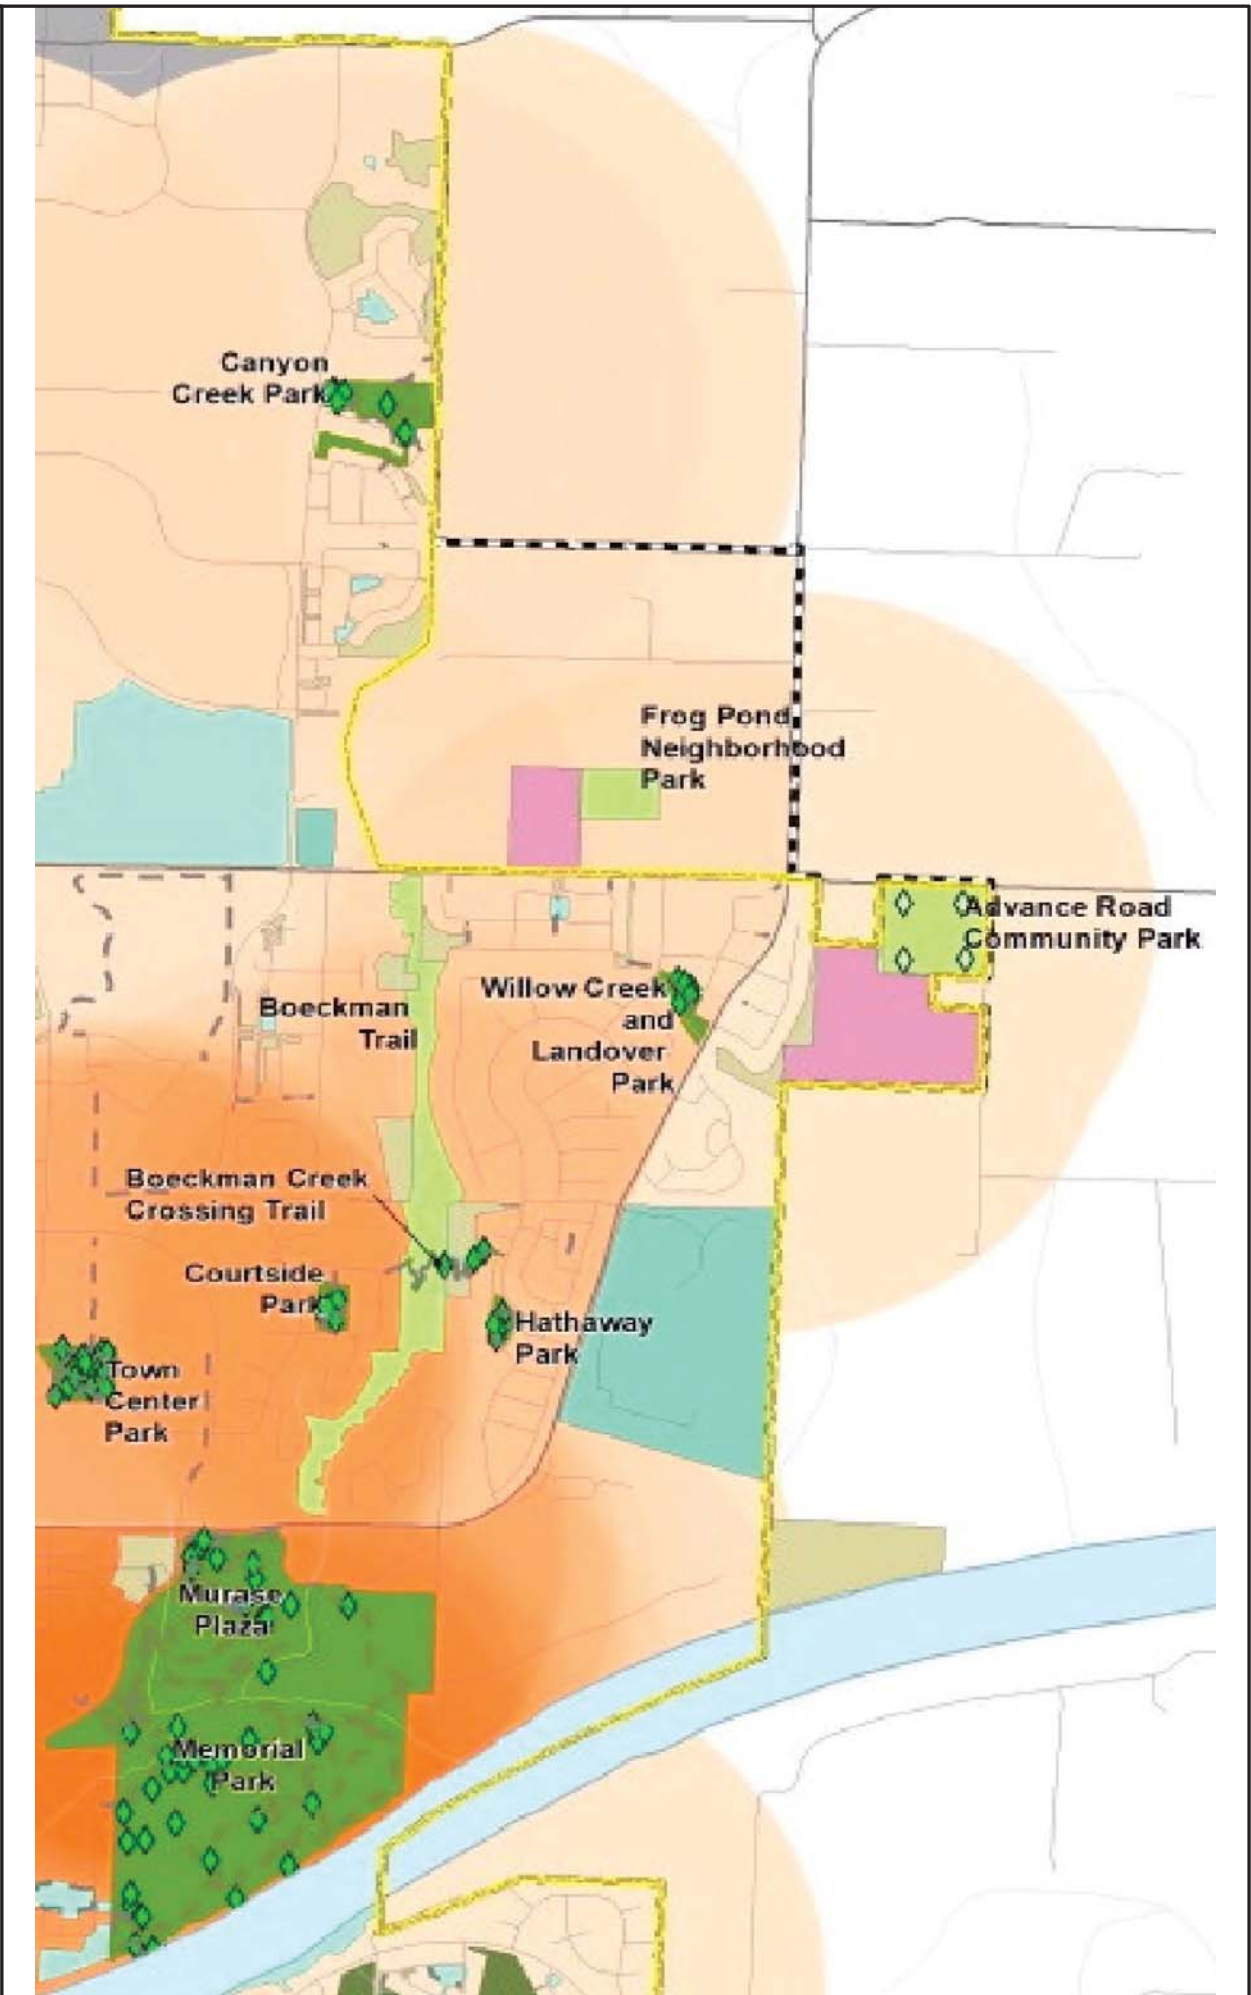 Canyon
Creek Park
Frog Pond
Neighborhood
Park
Advance Road
Community Park
Willow Creek
and
Landover
Park
Boeckman
Trail
Boeckman Creek
Crossing Trail
Courtside
Park
Hathaway
Park
Town
Center
Park
Murase
Plaza
Memorial
Park